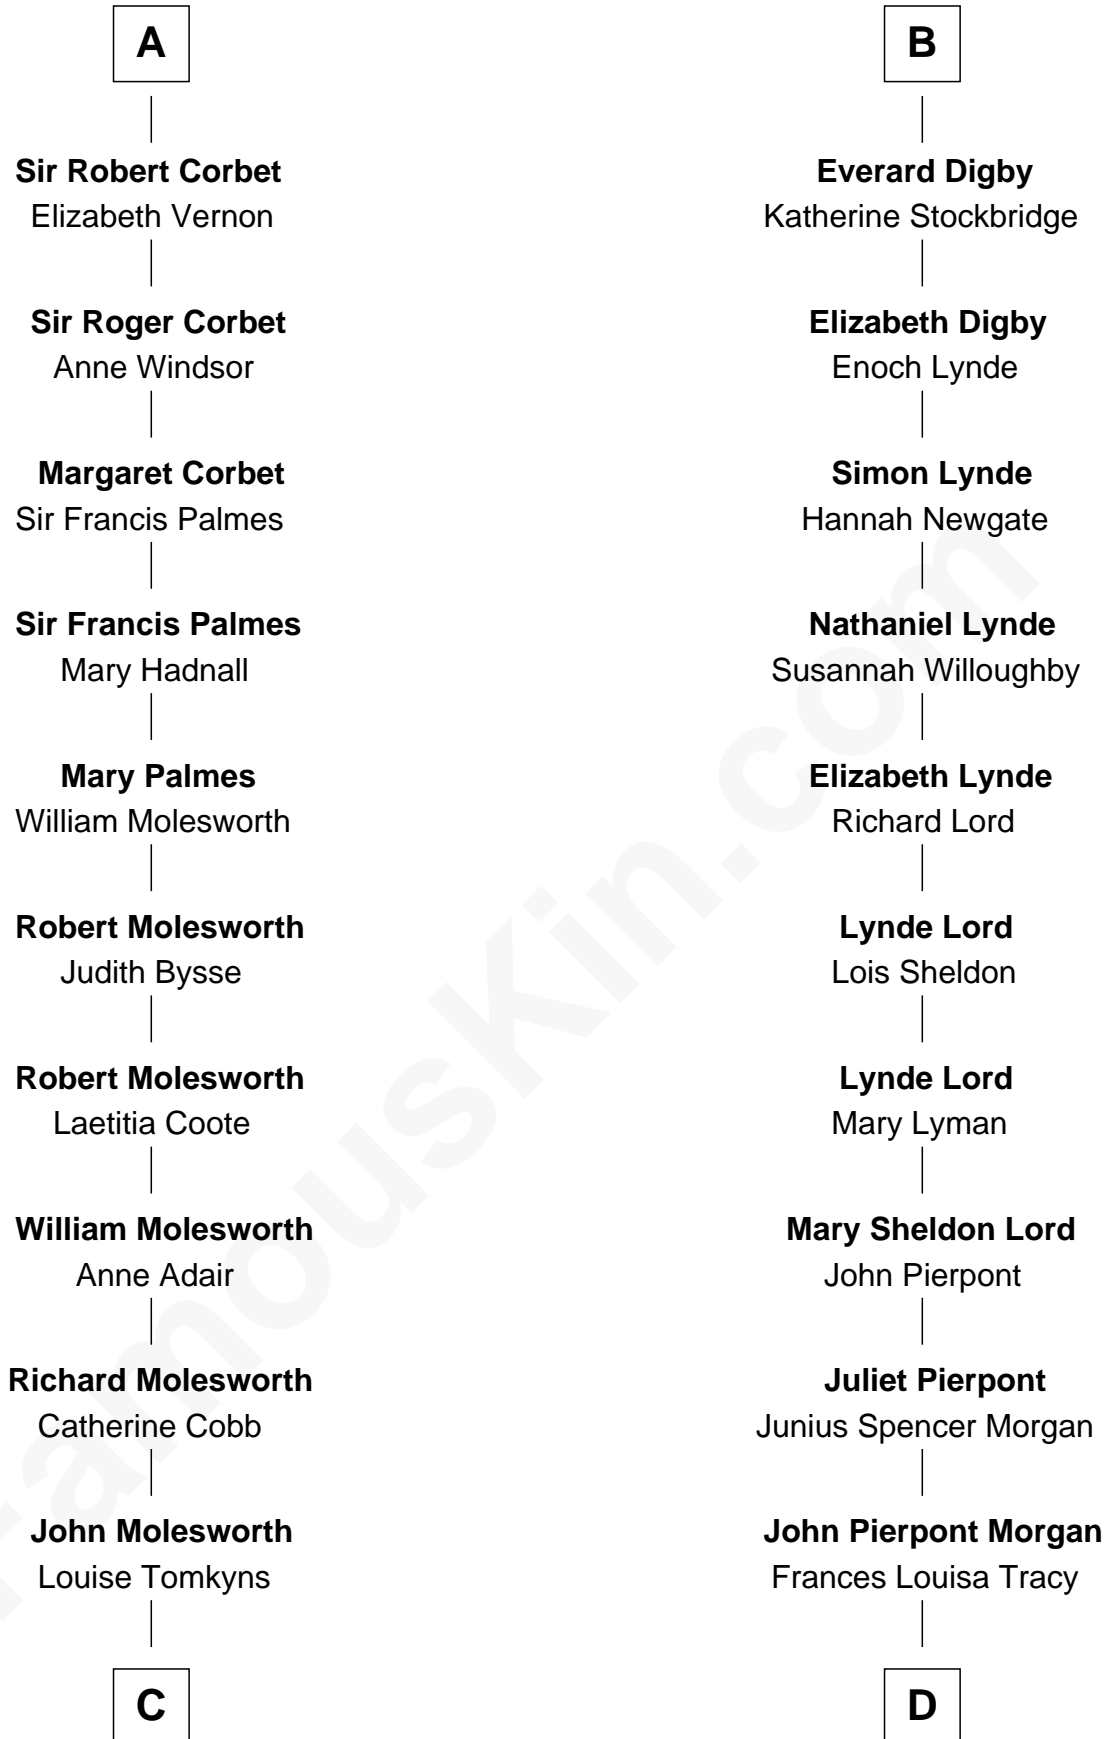 A
Sir Robert Corbet
Elizabeth Vernon
Sir Roger Corbet
Anne Windsor
Margaret Corbet
Sir Francis Palmes
Sir Francis Palmes
Mary Hadnall
Mary Palmes
William Molesworth
Robert Molesworth
Judith Bysse
Robert Molesworth
Laetitia Coote
William Molesworth
Anne Adair
Richard Molesworth
Catherine Cobb
John Molesworth
Louise Tomkyns
C
B
Everard Digby
Katherine Stockbridge
Elizabeth Digby
Enoch Lynde
Simon Lynde
Hannah Newgate
Nathaniel Lynde
Susannah Willoughby
Elizabeth Lynde
Richard Lord
Lynde Lord
Lois Sheldon
Lynde Lord
Mary Lyman
Mary Sheldon Lord
John Pierpont
Juliet Pierpont
Junius Spencer Morgan
John Pierpont Morgan
Frances Louisa Tracy
D
FamousKin.com